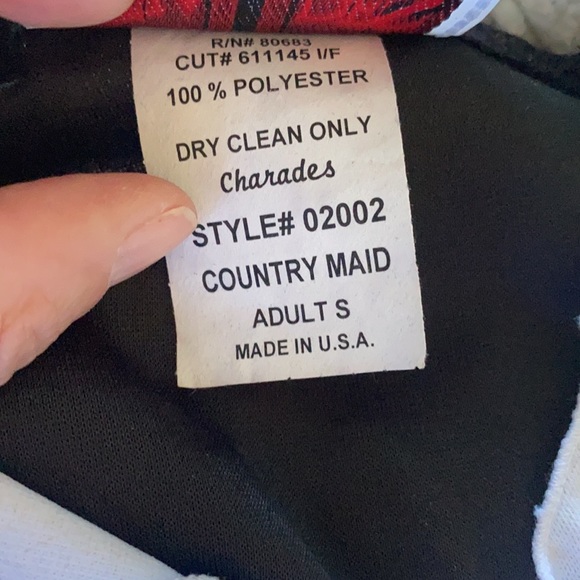 R/N# 80683
CUT# 611145 I/F
100 % POLYESTER
DRY CLEAN ONLY
Charades
STYLE# 02002
COUNTRY MAID
ADULT S
MADE IN U.S.A.